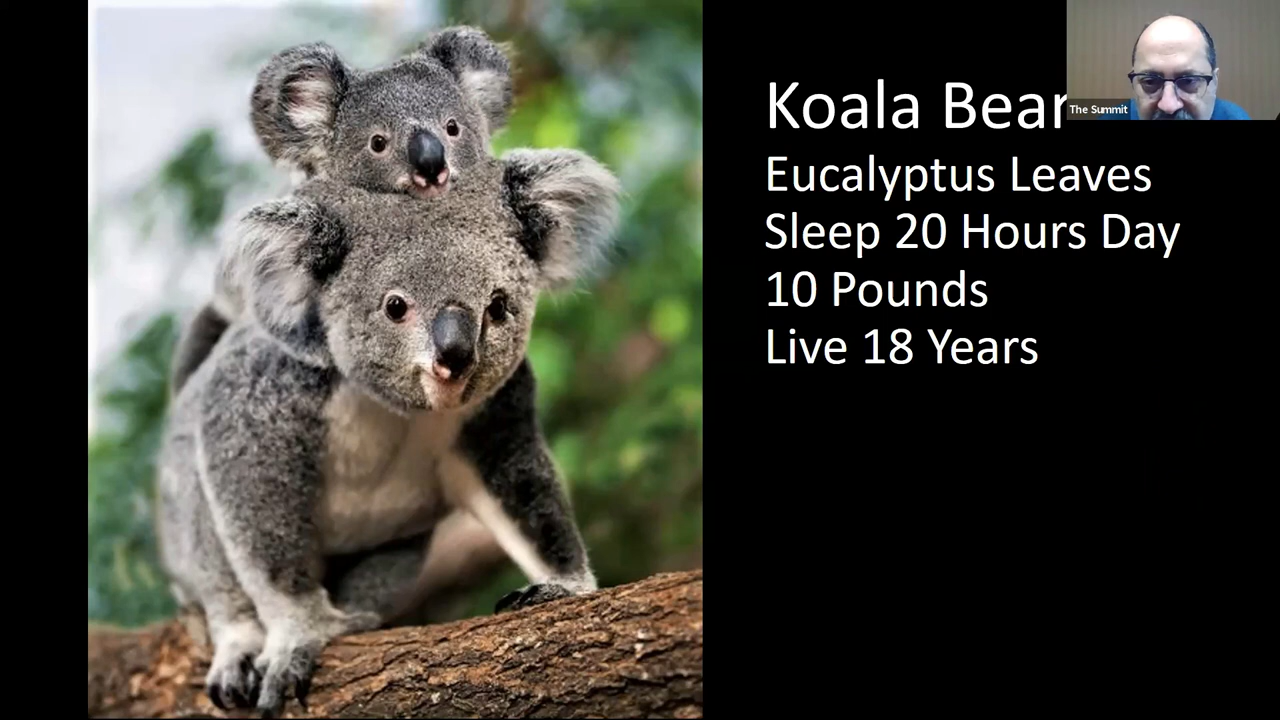 Koala Bear
Eucalyptus Leaves
Sleep 20 Hours Day
10 Pounds
Live 18 Years
The Summit